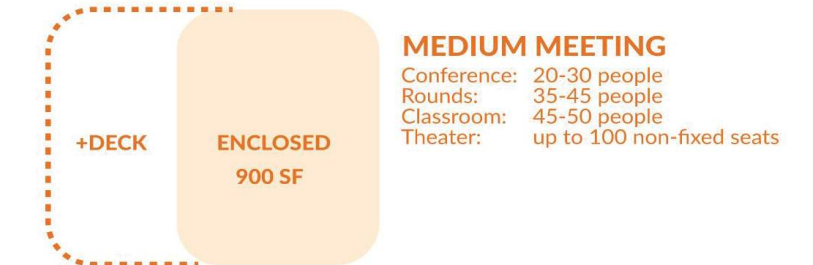 +DECK
ENCLOSED
900 SF
MEDIUM MEETING
Conference: 20-30 people
Rounds: 35-45 people
Classroom: 45-50 people
Theater: up to 100 non-fixed seats